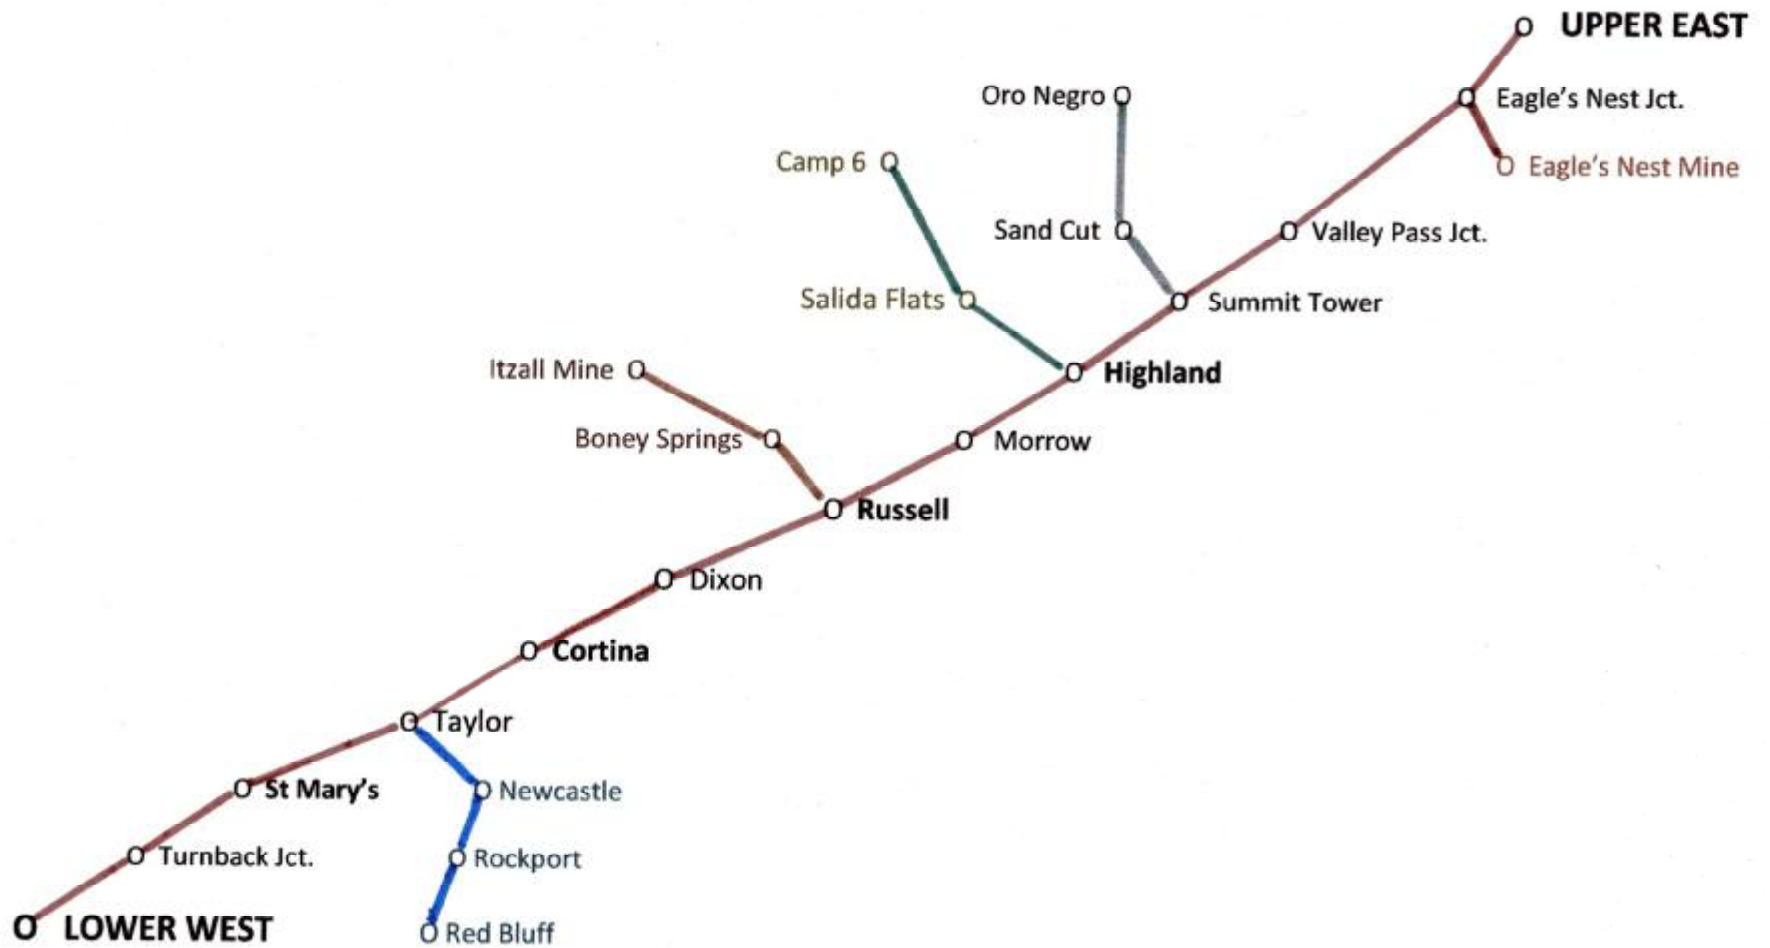 UPPER EAST
Oro Negro
Eagle's Nest Jct.
Camp 6
Eagle's Nest Mine
Sand Cut
Valley Pass Jct.
Salida Flats
Summit Tower
Itzall Mine
Highland
Boney Springs
Morrow
Russell
Dixon
Cortina
Taylor
St Mary's
Newcastle
Turnback Jct.
Rockport
LOWER WEST
Red Bluff